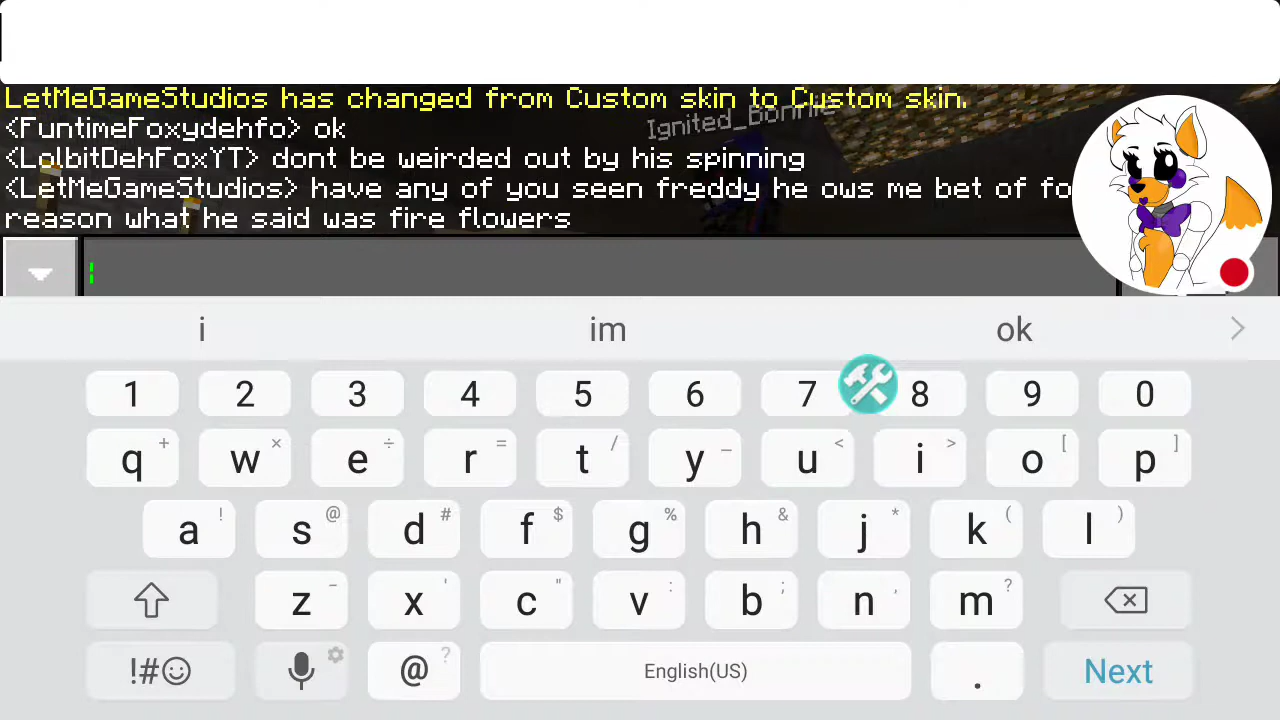 LetMeGameStudios has changed from Custom skin to Custom skin.
Ignited_Bonnie
<FuntimeFoxydehfo> ok
<LolbitDehFoxYT> dont be weirded out by his spinning
<LetMeGameStudios> have any of you seen freddy he ows me bet of fo
reason what he said was fire flowers
i im ok
1 2 3 4 5 6 7 8 9 0
q + w × e ÷ r = t / y _ u < i > o [ p ]
a ! s @ d # f $ g % h & j * k ( l )
z - x ' c " v : b ; n , m ?
!#☺ @ ? English(US) . Next